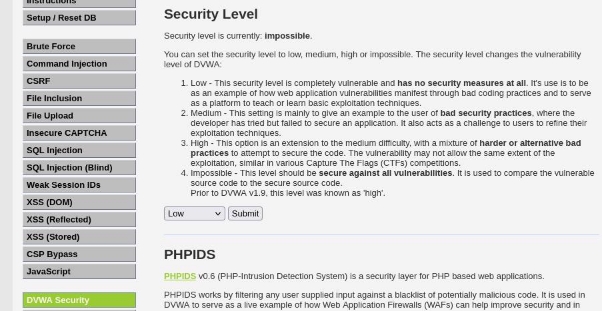 Instructions
Setup / Reset DB
Brute Force
Command Injection
CSRF
File Inclusion
File Upload
Insecure CAPTCHA
SQL Injection
SQL Injection (Blind)
Weak Session IDs
XSS (DOM)
XSS (Reflected)
XSS (Stored)
CSP Bypass
JavaScript
DVWA Security
Security Level
Security level is currently: impossible.
You can set the security level to low, medium, high or impossible. The security level changes the vulnerability
level of DVWA:
1. Low - This security level is completely vulnerable and has no security measures at all. It's use is to be
as an example of how web application vulnerabilities manifest through bad coding practices and to serve
as a platform to teach or learn basic exploitation techniques.
2. Medium - This setting is mainly to give an example to the user of bad security practices, where the
developer has tried but failed to secure an application. It also acts as a challenge to users to refine their
exploitation techniques.
3. High - This option is an extension to the medium difficulty, with a mixture of harder or alternative bad
practices to attempt to secure the code. The vulnerability may not allow the same extent of the
exploitation, similar in various Capture The Flags (CTFs) competitions.
4. Impossible - This level should be secure against all vulnerabilities. It is used to compare the vulnerable
source code to the secure source code.
Prior to DVWA v1.9, this level was known as 'high'.
Low
Submit
PHPIDS
PHPIDS v0.6 (PHP-Intrusion Detection System) is a security layer for PHP based web applications.
PHPIDS works by filtering any user supplied input against a blacklist of potentially malicious code. It is used in
DVWA to serve as a live example of how Web Application Firewalls (WAFs) can help improve security and in